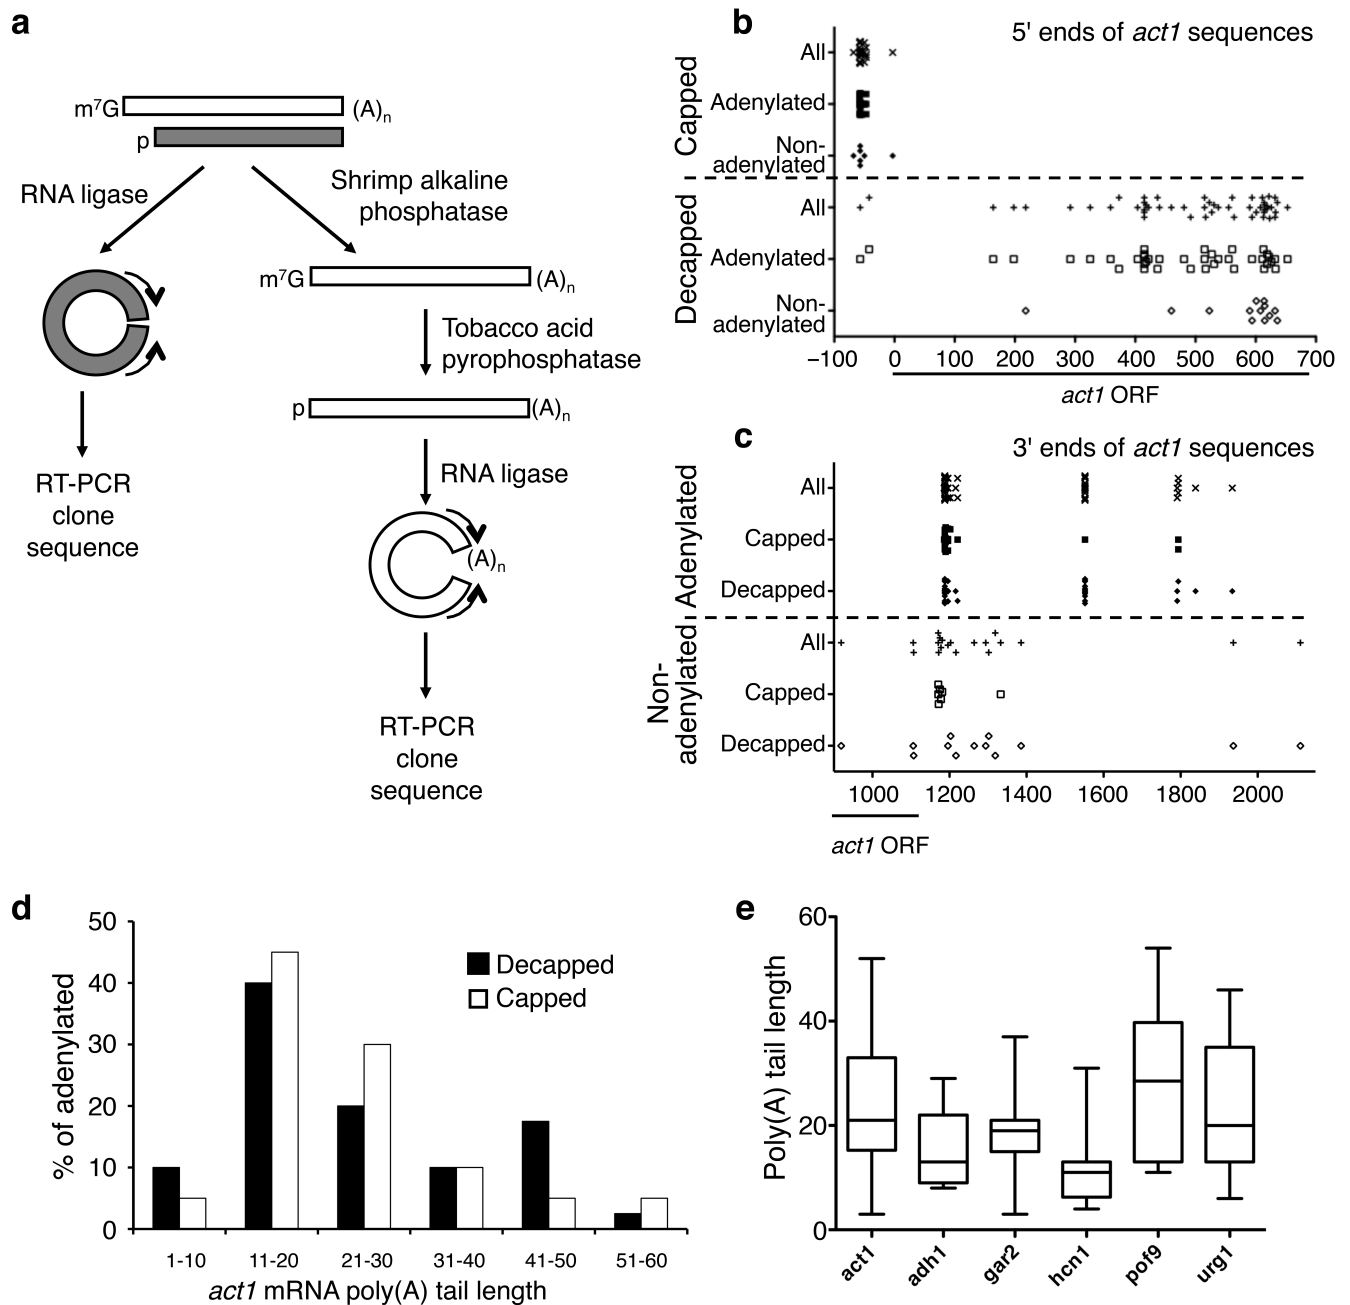 a
m⁷G (A)ₙ
p
RNA ligase
Shrimp alkaline
phosphatase
m⁷G (A)ₙ
Tobacco acid
pyrophosphatase
p (A)ₙ
RNA ligase
RT-PCR
clone
sequence
(A)ₙ
RT-PCR
clone
sequence
b
5' ends of act1 sequences
Capped
All
Adenylated
Non-
adenylated
Decapped
All
Adenylated
Non-
adenylated
−100 0 100 200 300 400 500 600 700
act1 ORF
c
3' ends of act1 sequences
Adenylated
All
Capped
Decapped
Non-
adenylated
All
Capped
Decapped
1000 1200 1400 1600 1800 2000
act1 ORF
d
% of adenylated
50
40
30
20
10
0
Decapped
Capped
1-10 11-20 21-30 31-40 41-50 51-60
act1 mRNA poly(A) tail length
e
Poly(A) tail length
60
40
20
0
act1 adh1 gar2 hcn1 pof9 urg1